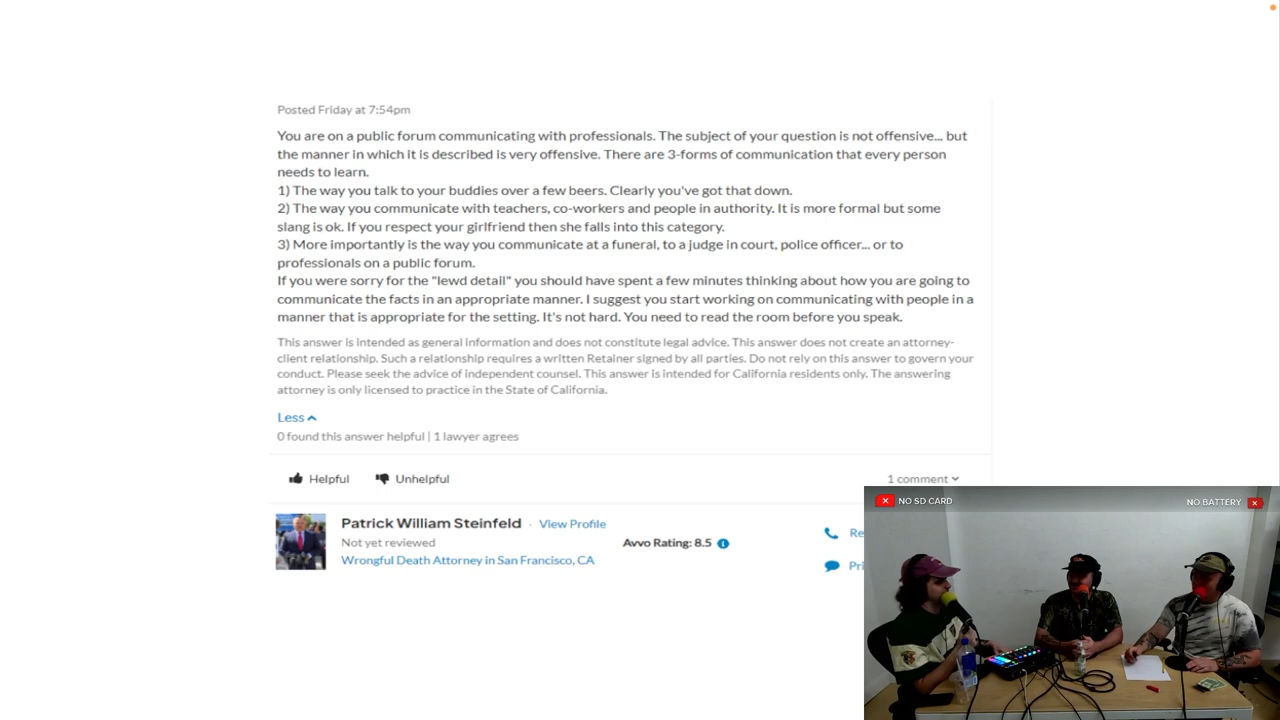 Posted Friday at 7:54pm
You are on a public forum communicating with professionals. The subject of your question is not offensive... but
the manner in which it is described is very offensive. There are 3-forms of communication that every person
needs to learn.
1) The way you talk to your buddies over a few beers. Clearly you've got that down.
2) The way you communicate with teachers, co-workers and people in authority. It is more formal but some
slang is ok. If you respect your girlfriend then she falls into this category.
3) More importantly is the way you communicate at a funeral, to a judge in court, police officer... or to
professionals on a public forum.
If you were sorry for the "lewd detail" you should have spent a few minutes thinking about how you are going to
communicate the facts in an appropriate manner. I suggest you start working on communicating with people in a
manner that is appropriate for the setting. It's not hard. You need to read the room before you speak.
This answer is intended as general information and does not constitute legal advice. This answer does not create an attorney-
client relationship. Such a relationship requires a written Retainer signed by all parties. Do not rely on this answer to govern your
conduct. Please seek the advice of independent counsel. This answer is intended for California residents only. The answering
attorney is only licensed to practice in the State of California.
Less
0 found this answer helpful | 1 lawyer agrees
Helpful Unhelpful 1 comment
NO SD CARD NO BATTERY
Patrick William Steinfeld - View Profile
Not yet reviewed
Avvo Rating: 8.5
Wrongful Death Attorney in San Francisco, CA
Re
Pri